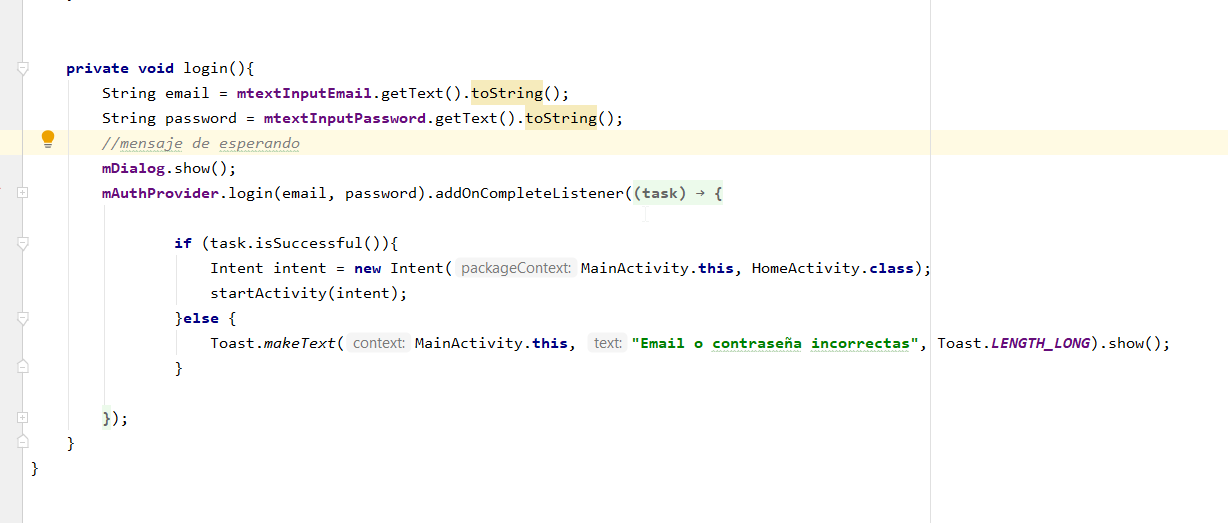 private void login(){
String email = mtextInputEmail.getText().toString();
String password = mtextInputPassword.getText().toString();
//mensaje de esperando
mDialog.show();
mAuthProvider.login(email, password).addOnCompleteListener((task) → {
if (task.isSuccessful()){
Intent intent = new Intent( packageContext: MainActivity.this, HomeActivity.class);
startActivity(intent);
}else {
Toast.makeText( context: MainActivity.this, text: "Email o contraseña incorrectas", Toast.LENGTH_LONG).show();
}
});
}
}